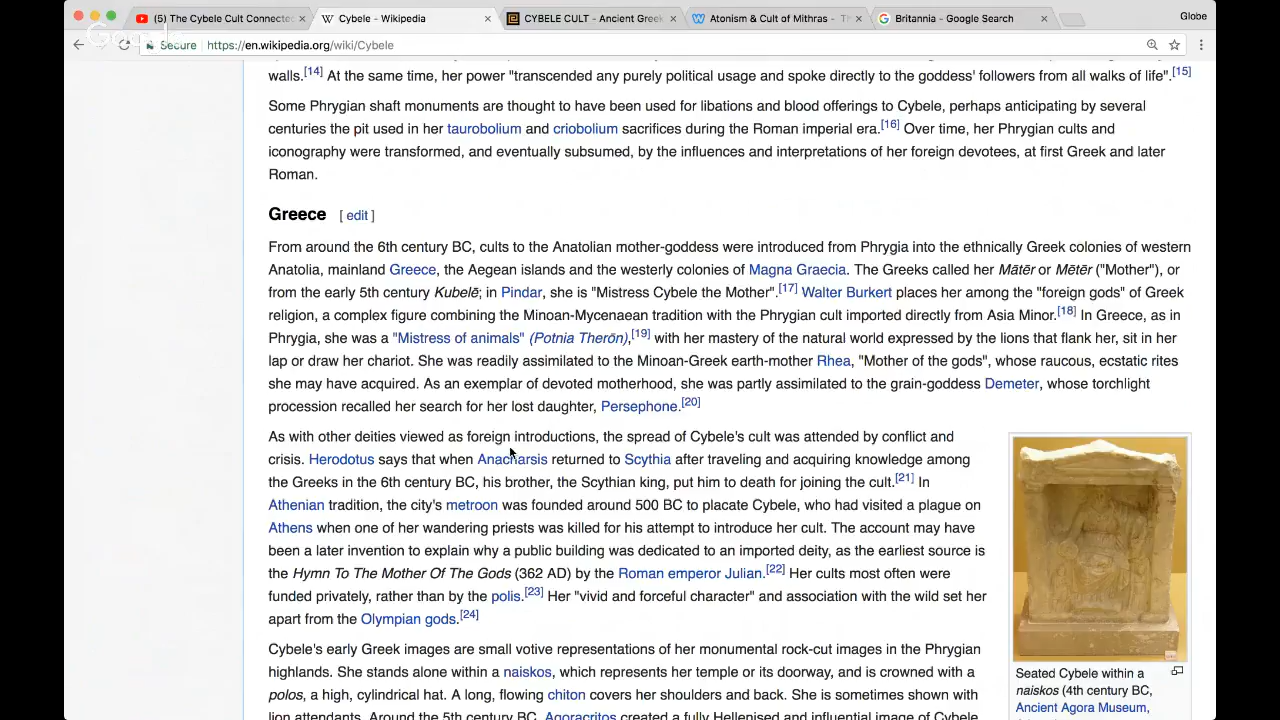 (5) The Cybele Cult Connecte
Cybele - Wikipedia
CYBELE CULT - Ancient Greek
Atonism & Cult of Mithras - Th
Britannia - Google Search
Globe
Secure
https://en.wikipedia.org/wiki/Cybele
walls.[14] At the same time, her power "transcended any purely political usage and spoke directly to the goddess' followers from all walks of life".[15]
Some Phrygian shaft monuments are thought to have been used for libations and blood offerings to Cybele, perhaps anticipating by several
centuries the pit used in her taurobolium and criobolium sacrifices during the Roman imperial era.[16] Over time, her Phrygian cults and
iconography were transformed, and eventually subsumed, by the influences and interpretations of her foreign devotees, at first Greek and later
Roman.
Greece [ edit ]
From around the 6th century BC, cults to the Anatolian mother-goddess were introduced from Phrygia into the ethnically Greek colonies of western
Anatolia, mainland Greece, the Aegean islands and the westerly colonies of Magna Graecia. The Greeks called her Mātēr or Mētēr ("Mother"), or
from the early 5th century Kubelē; in Pindar, she is "Mistress Cybele the Mother".[17] Walter Burkert places her among the "foreign gods" of Greek
religion, a complex figure combining the Minoan-Mycenaean tradition with the Phrygian cult imported directly from Asia Minor.[18] In Greece, as in
Phrygia, she was a "Mistress of animals" (Potnia Therōn),[19] with her mastery of the natural world expressed by the lions that flank her, sit in her
lap or draw her chariot. She was readily assimilated to the Minoan-Greek earth-mother Rhea, "Mother of the gods", whose raucous, ecstatic rites
she may have acquired. As an exemplar of devoted motherhood, she was partly assimilated to the grain-goddess Demeter, whose torchlight
procession recalled her search for her lost daughter, Persephone.[20]
As with other deities viewed as foreign introductions, the spread of Cybele's cult was attended by conflict and
crisis. Herodotus says that when Anacharsis returned to Scythia after traveling and acquiring knowledge among
the Greeks in the 6th century BC, his brother, the Scythian king, put him to death for joining the cult.[21] In
Athenian tradition, the city's metroon was founded around 500 BC to placate Cybele, who had visited a plague on
Athens when one of her wandering priests was killed for his attempt to introduce her cult. The account may have
been a later invention to explain why a public building was dedicated to an imported deity, as the earliest source is
the Hymn To The Mother Of The Gods (362 AD) by the Roman emperor Julian.[22] Her cults most often were
funded privately, rather than by the polis.[23] Her "vivid and forceful character" and association with the wild set her
apart from the Olympian gods.[24]
Cybele's early Greek images are small votive representations of her monumental rock-cut images in the Phrygian
highlands. She stands alone within a naiskos, which represents her temple or its doorway, and is crowned with a
polos, a high, cylindrical hat. A long, flowing chiton covers her shoulders and back. She is sometimes shown with
lion attendants. Around the 5th century BC, Agoracritos created a fully Hellenised and influential image of Cybele
Seated Cybele within a
naiskos (4th century BC,
Ancient Agora Museum,